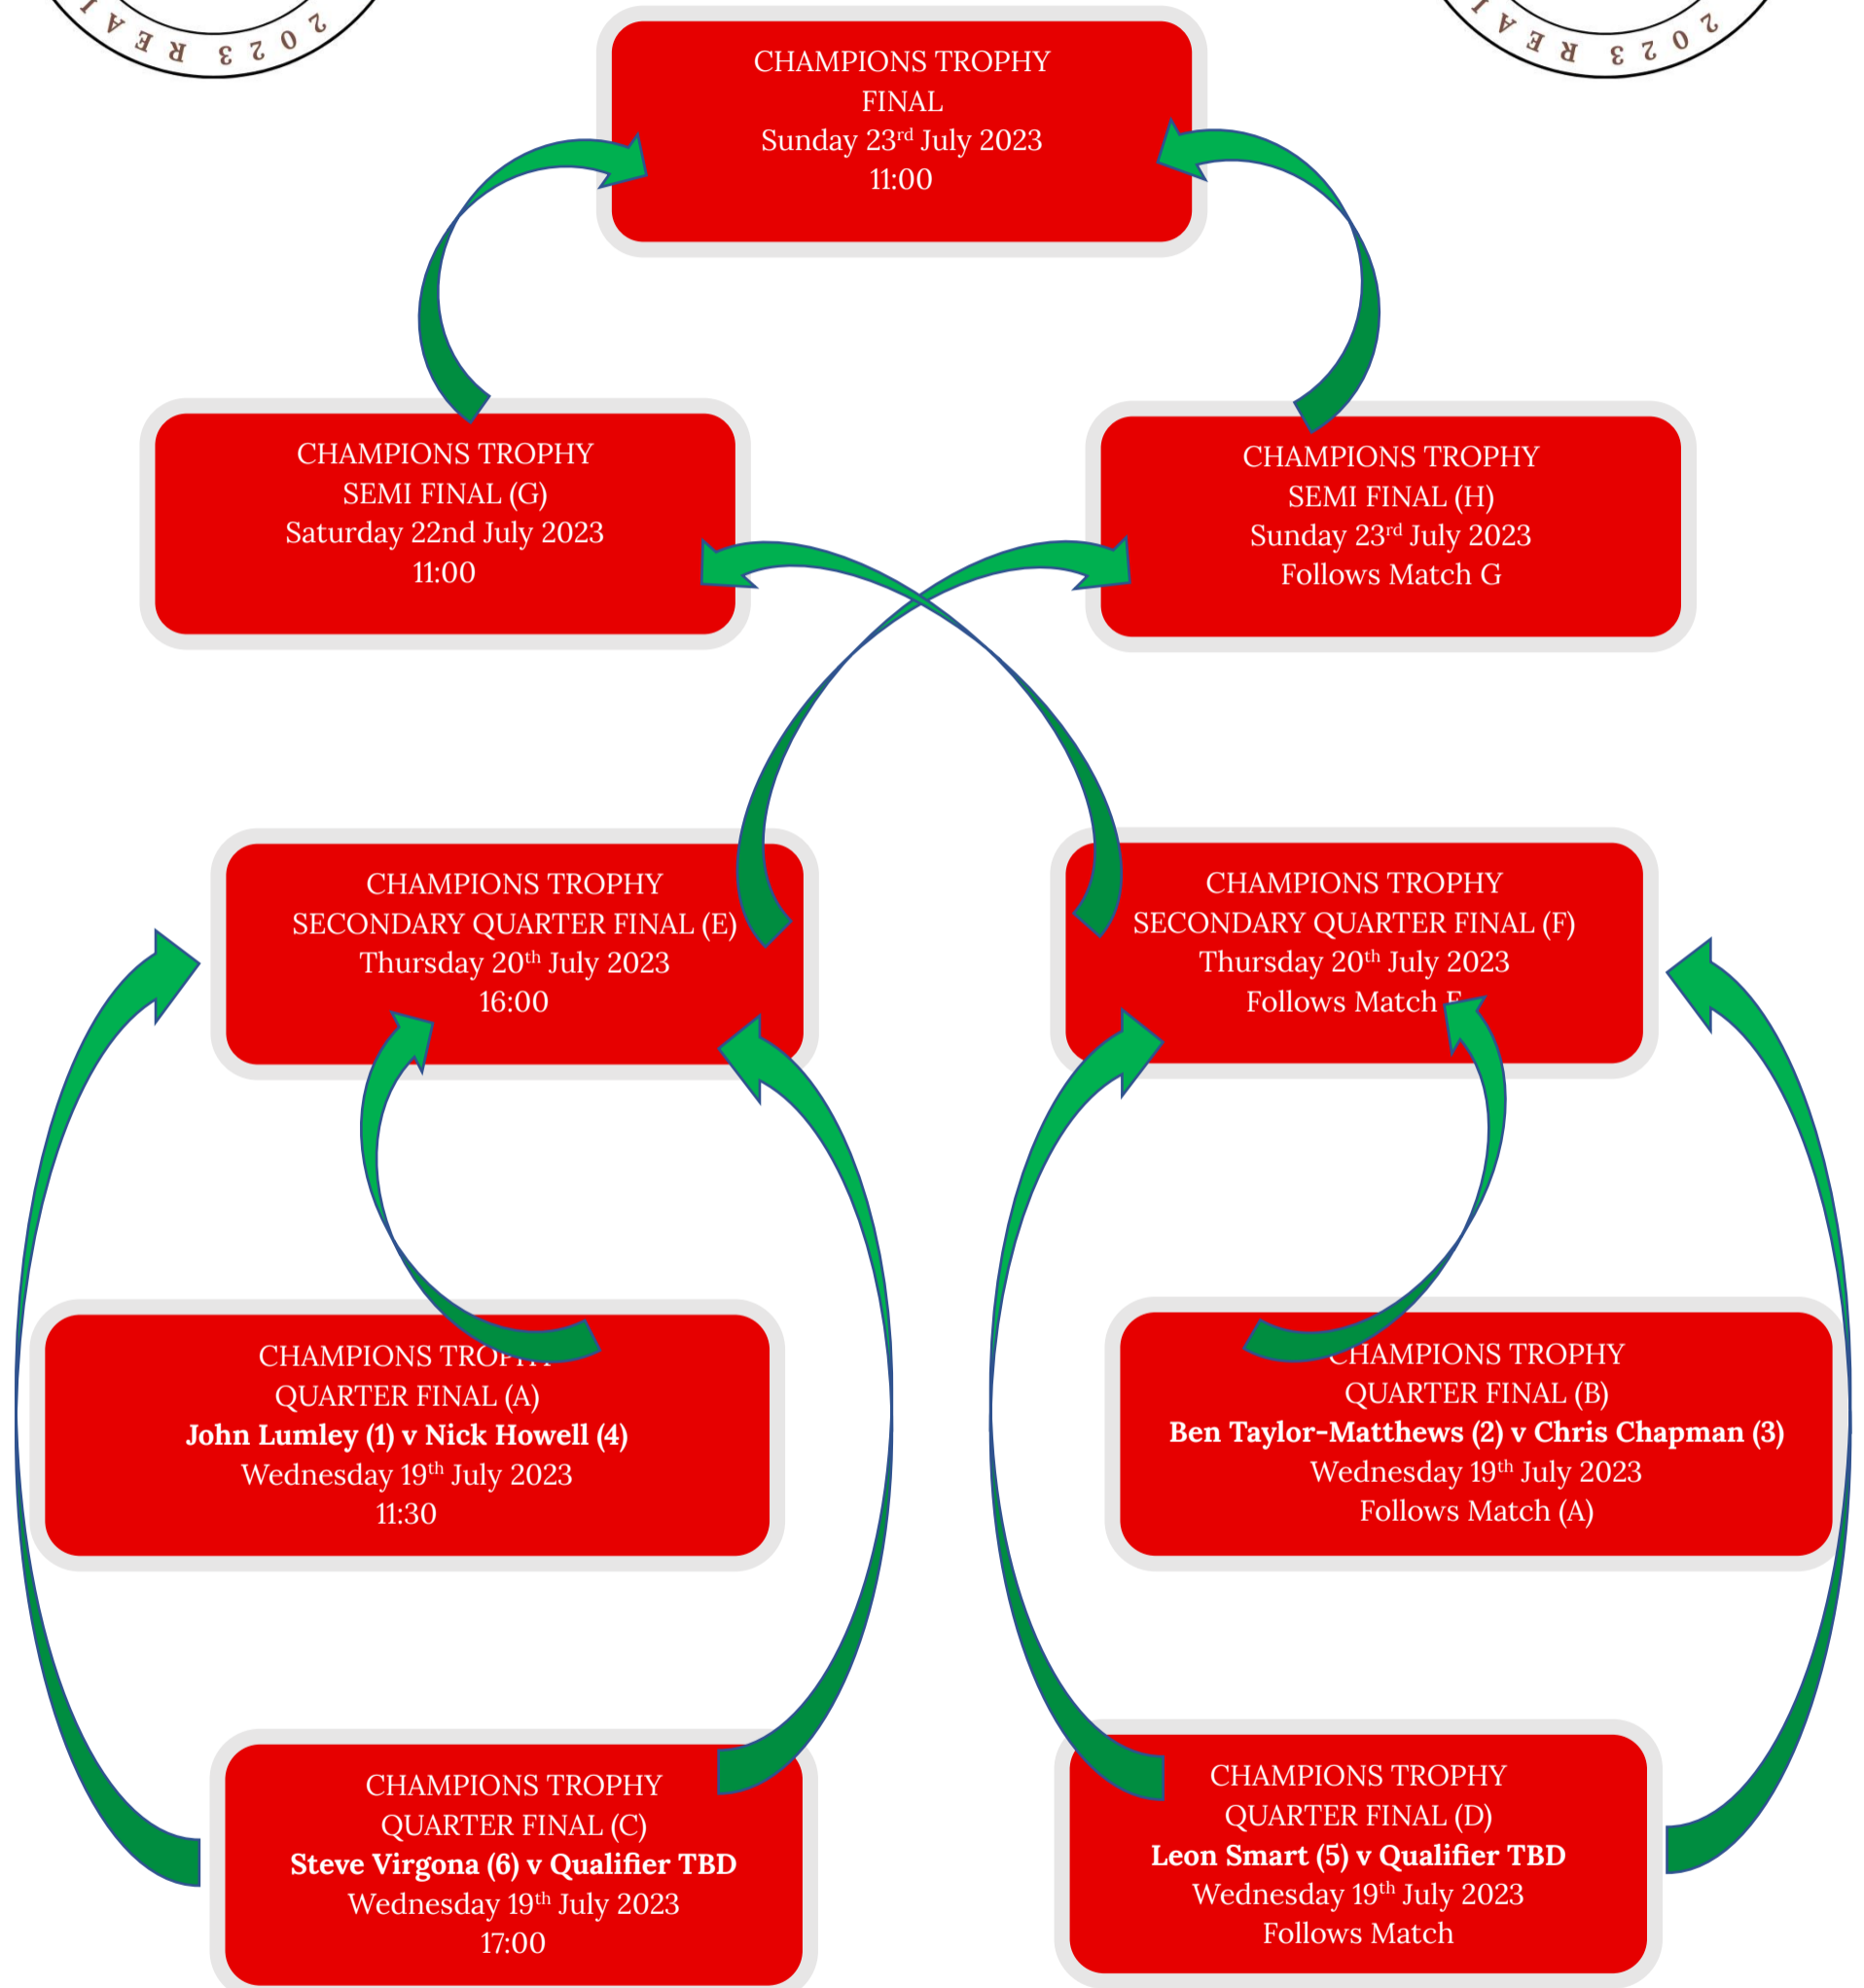 2023 REA
2023 REA
CHAMPIONS TROPHY
FINAL
Sunday 23rd July 2023
11:00
CHAMPIONS TROPHY
SEMI FINAL (G)
Saturday 22nd July 2023
11:00
CHAMPIONS TROPHY
SEMI FINAL (H)
Sunday 23rd July 2023
Follows Match G
CHAMPIONS TROPHY
SECONDARY QUARTER FINAL (E)
Thursday 20th July 2023
16:00
CHAMPIONS TROPHY
SECONDARY QUARTER FINAL (F)
Thursday 20th July 2023
Follows Match
CHAMPIONS TROPHY
QUARTER FINAL (A)
John Lumley (1) v Nick Howell (4)
Wednesday 19th July 2023
11:30
CHAMPIONS TROPHY
QUARTER FINAL (B)
Ben Taylor-Matthews (2) v Chris Chapman (3)
Wednesday 19th July 2023
Follows Match (A)
CHAMPIONS TROPHY
QUARTER FINAL (C)
Steve Virgona (6) v Qualifier TBD
Wednesday 19th July 2023
17:00
CHAMPIONS TROPHY
QUARTER FINAL (D)
Leon Smart (5) v Qualifier TBD
Wednesday 19th July 2023
Follows Match